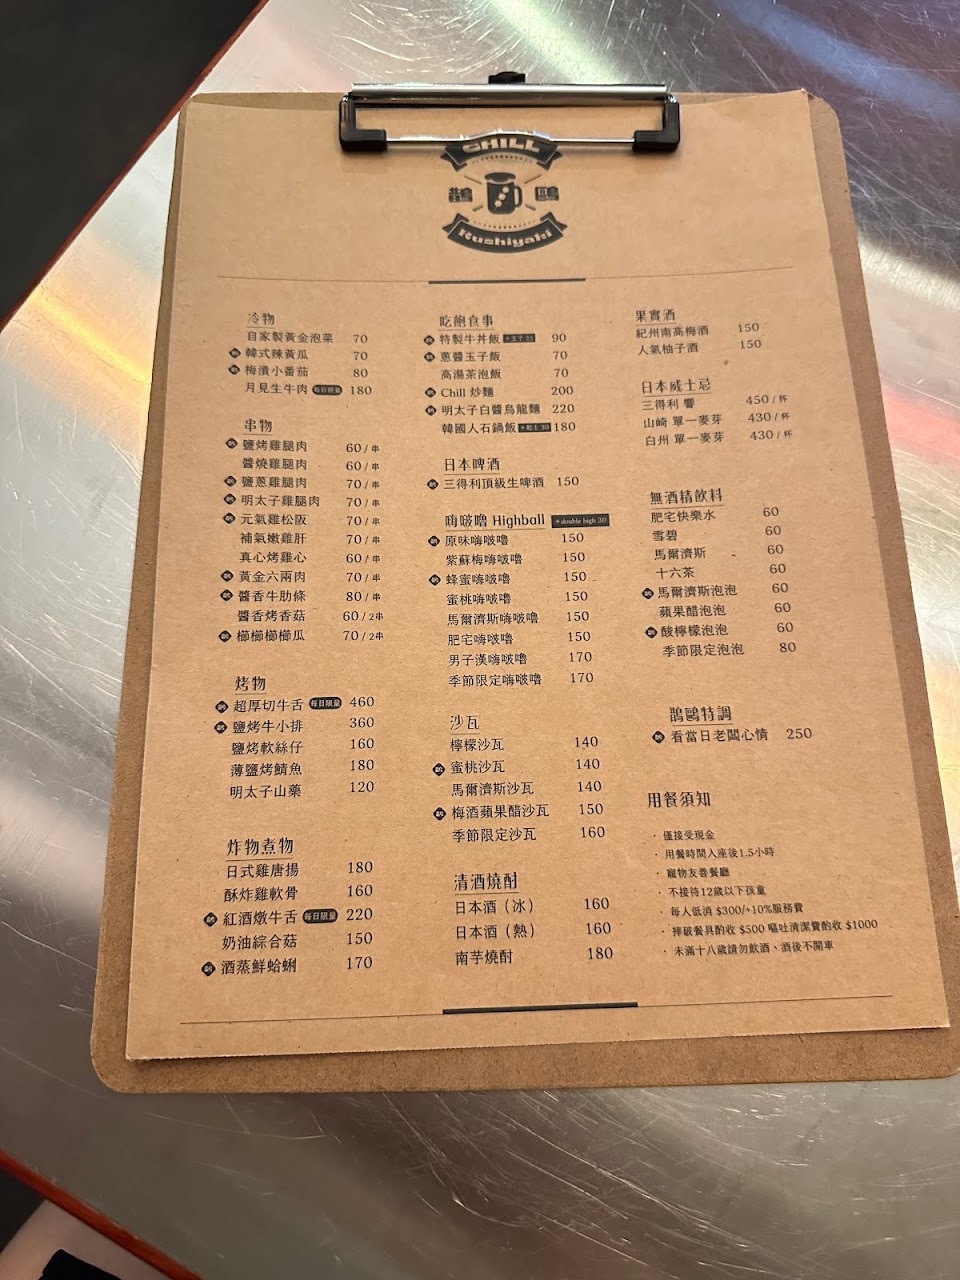 CHILL
鵲 鷗
Kushiyaki
冷物
自家製黃金泡菜 70
韓式辣黃瓜 70
梅漬小番茄 80
月見生牛肉 每日限量 180
串物
鹽烤雞腿肉 60 / 串
醬燒雞腿肉 60 / 串
鹽蔥雞腿肉 70 / 串
明太子雞腿肉 70 / 串
元氣雞松阪 70 / 串
補氣嫩雞肝 70 / 串
真心烤雞心 60 / 串
黃金六兩肉 70 / 串
醬香牛肋條 80 / 串
醬香烤香菇 60 / 2串
櫛櫛櫛櫛瓜 70 / 2串
烤物
超厚切牛舌 每日限量 460
鹽烤牛小排 360
鹽烤軟絲仔 160
薄鹽烤鯖魚 180
明太子山藥 120
炸物煮物
日式雞唐揚 180
酥炸雞軟骨 160
紅酒燉牛舌 每日限量 220
奶油綜合菇 150
酒蒸鮮蛤蜊 170
吃飽食事
特製牛丼飯 90
蔥醬玉子飯 70
高湯茶泡飯 70
Chill 炒麵 200
明太子白醬烏龍麵 220
韓國人石鍋飯 +起士30 180
日本啤酒
三得利頂級生啤酒 150
嗨啵嚕 Highball +double high 30
原味嗨啵嚕 150
紫蘇梅嗨啵嚕 150
蜂蜜嗨啵嚕 150
蜜桃嗨啵嚕 150
馬爾濟斯嗨啵嚕 150
肥宅嗨啵嚕 150
男子漢嗨啵嚕 170
季節限定嗨啵嚕 170
沙瓦
檸檬沙瓦 140
蜜桃沙瓦 140
馬爾濟斯沙瓦 140
梅酒蘋果醋沙瓦 150
季節限定沙瓦 160
清酒燒酎
日本酒（冰） 160
日本酒（熱） 160
南芋燒酎 180
果實酒
紀州南高梅酒 150
人氣柚子酒 150
日本威士忌
三得利 響 450 / 杯
山崎 單一麥芽 430 / 杯
白州 單一麥芽 430 / 杯
無酒精飲料
肥宅快樂水 60
雪碧 60
馬爾濟斯 60
十六茶 60
馬爾濟斯泡泡 60
蘋果醋泡泡 60
酸檸檬泡泡 60
季節限定泡泡 80
鵲鷗特調
看當日老闆心情 250
用餐須知
· 僅接受現金
· 用餐時間入座後1.5小時
· 寵物友善餐廳
· 不接待12歲以下孩童
· 每人低消 $300/+10%服務費
· 摔破餐具酌收 $500 嘔吐清潔費酌收 $1000
· 未滿十八歲請勿飲酒、酒後不開車